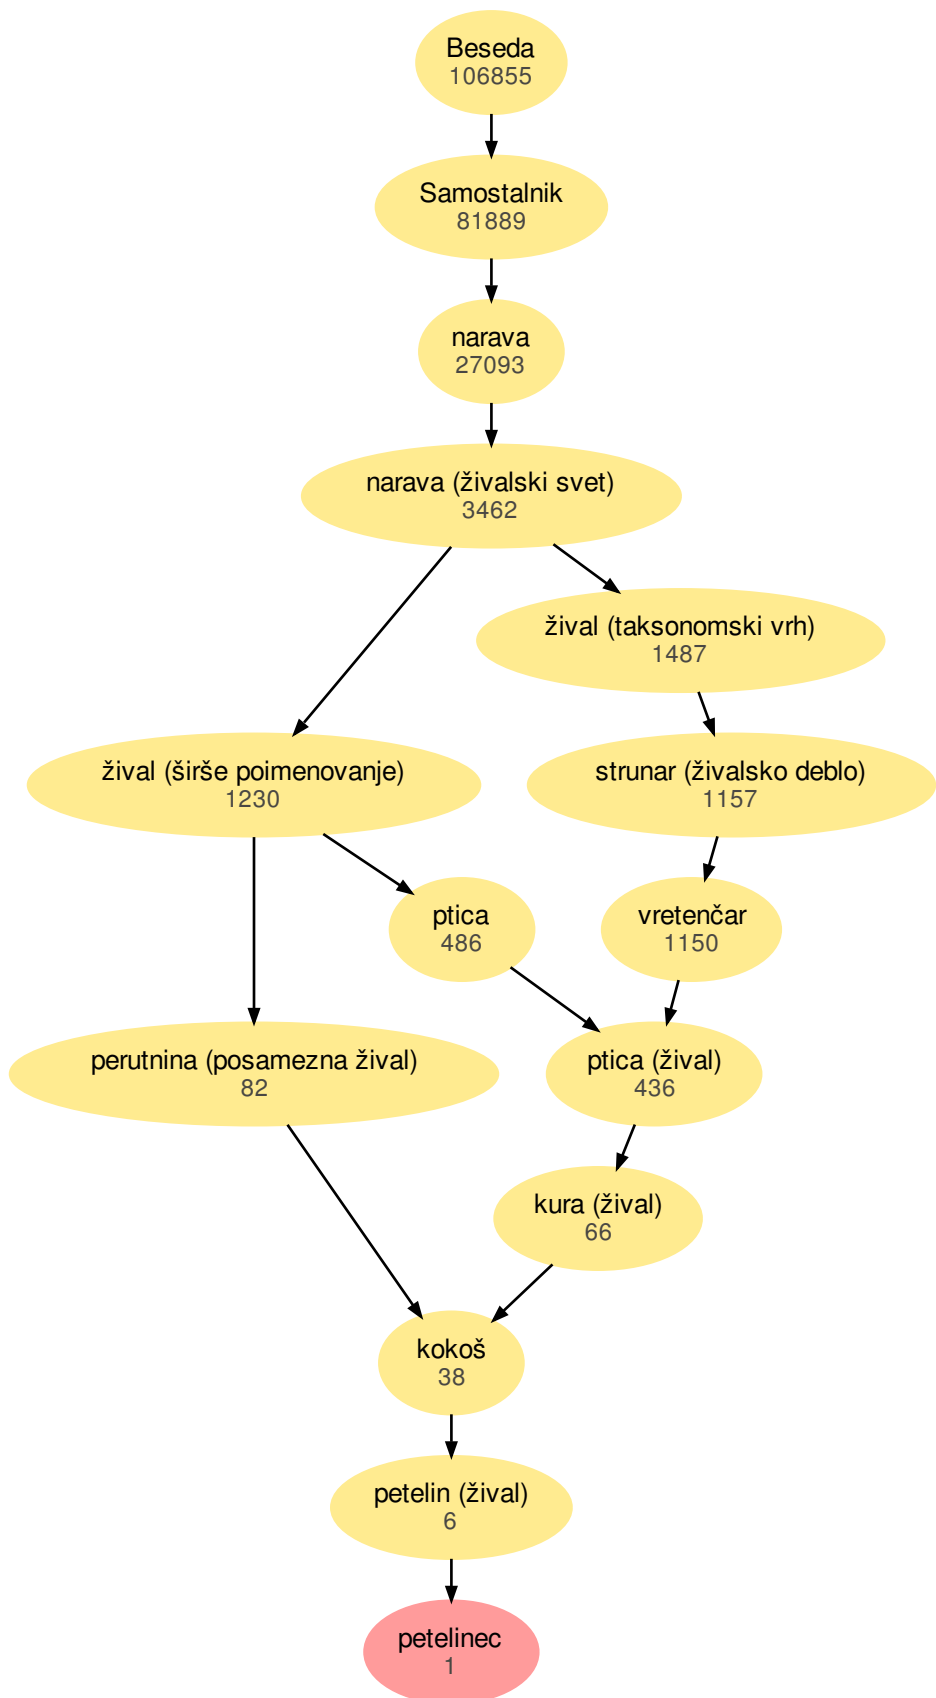 Beseda
106855
Samostalnik
81889
narava
27093
narava (živalski svet)
3462
žival (taksonomski vrh)
1487
žival (širše poimenovanje)
1230
strunar (živalsko deblo)
1157
ptica
486
vretenčar
1150
perutnina (posamezna žival)
82
ptica (žival)
436
kura (žival)
66
kokoš
38
petelin (žival)
6
petelinec
1